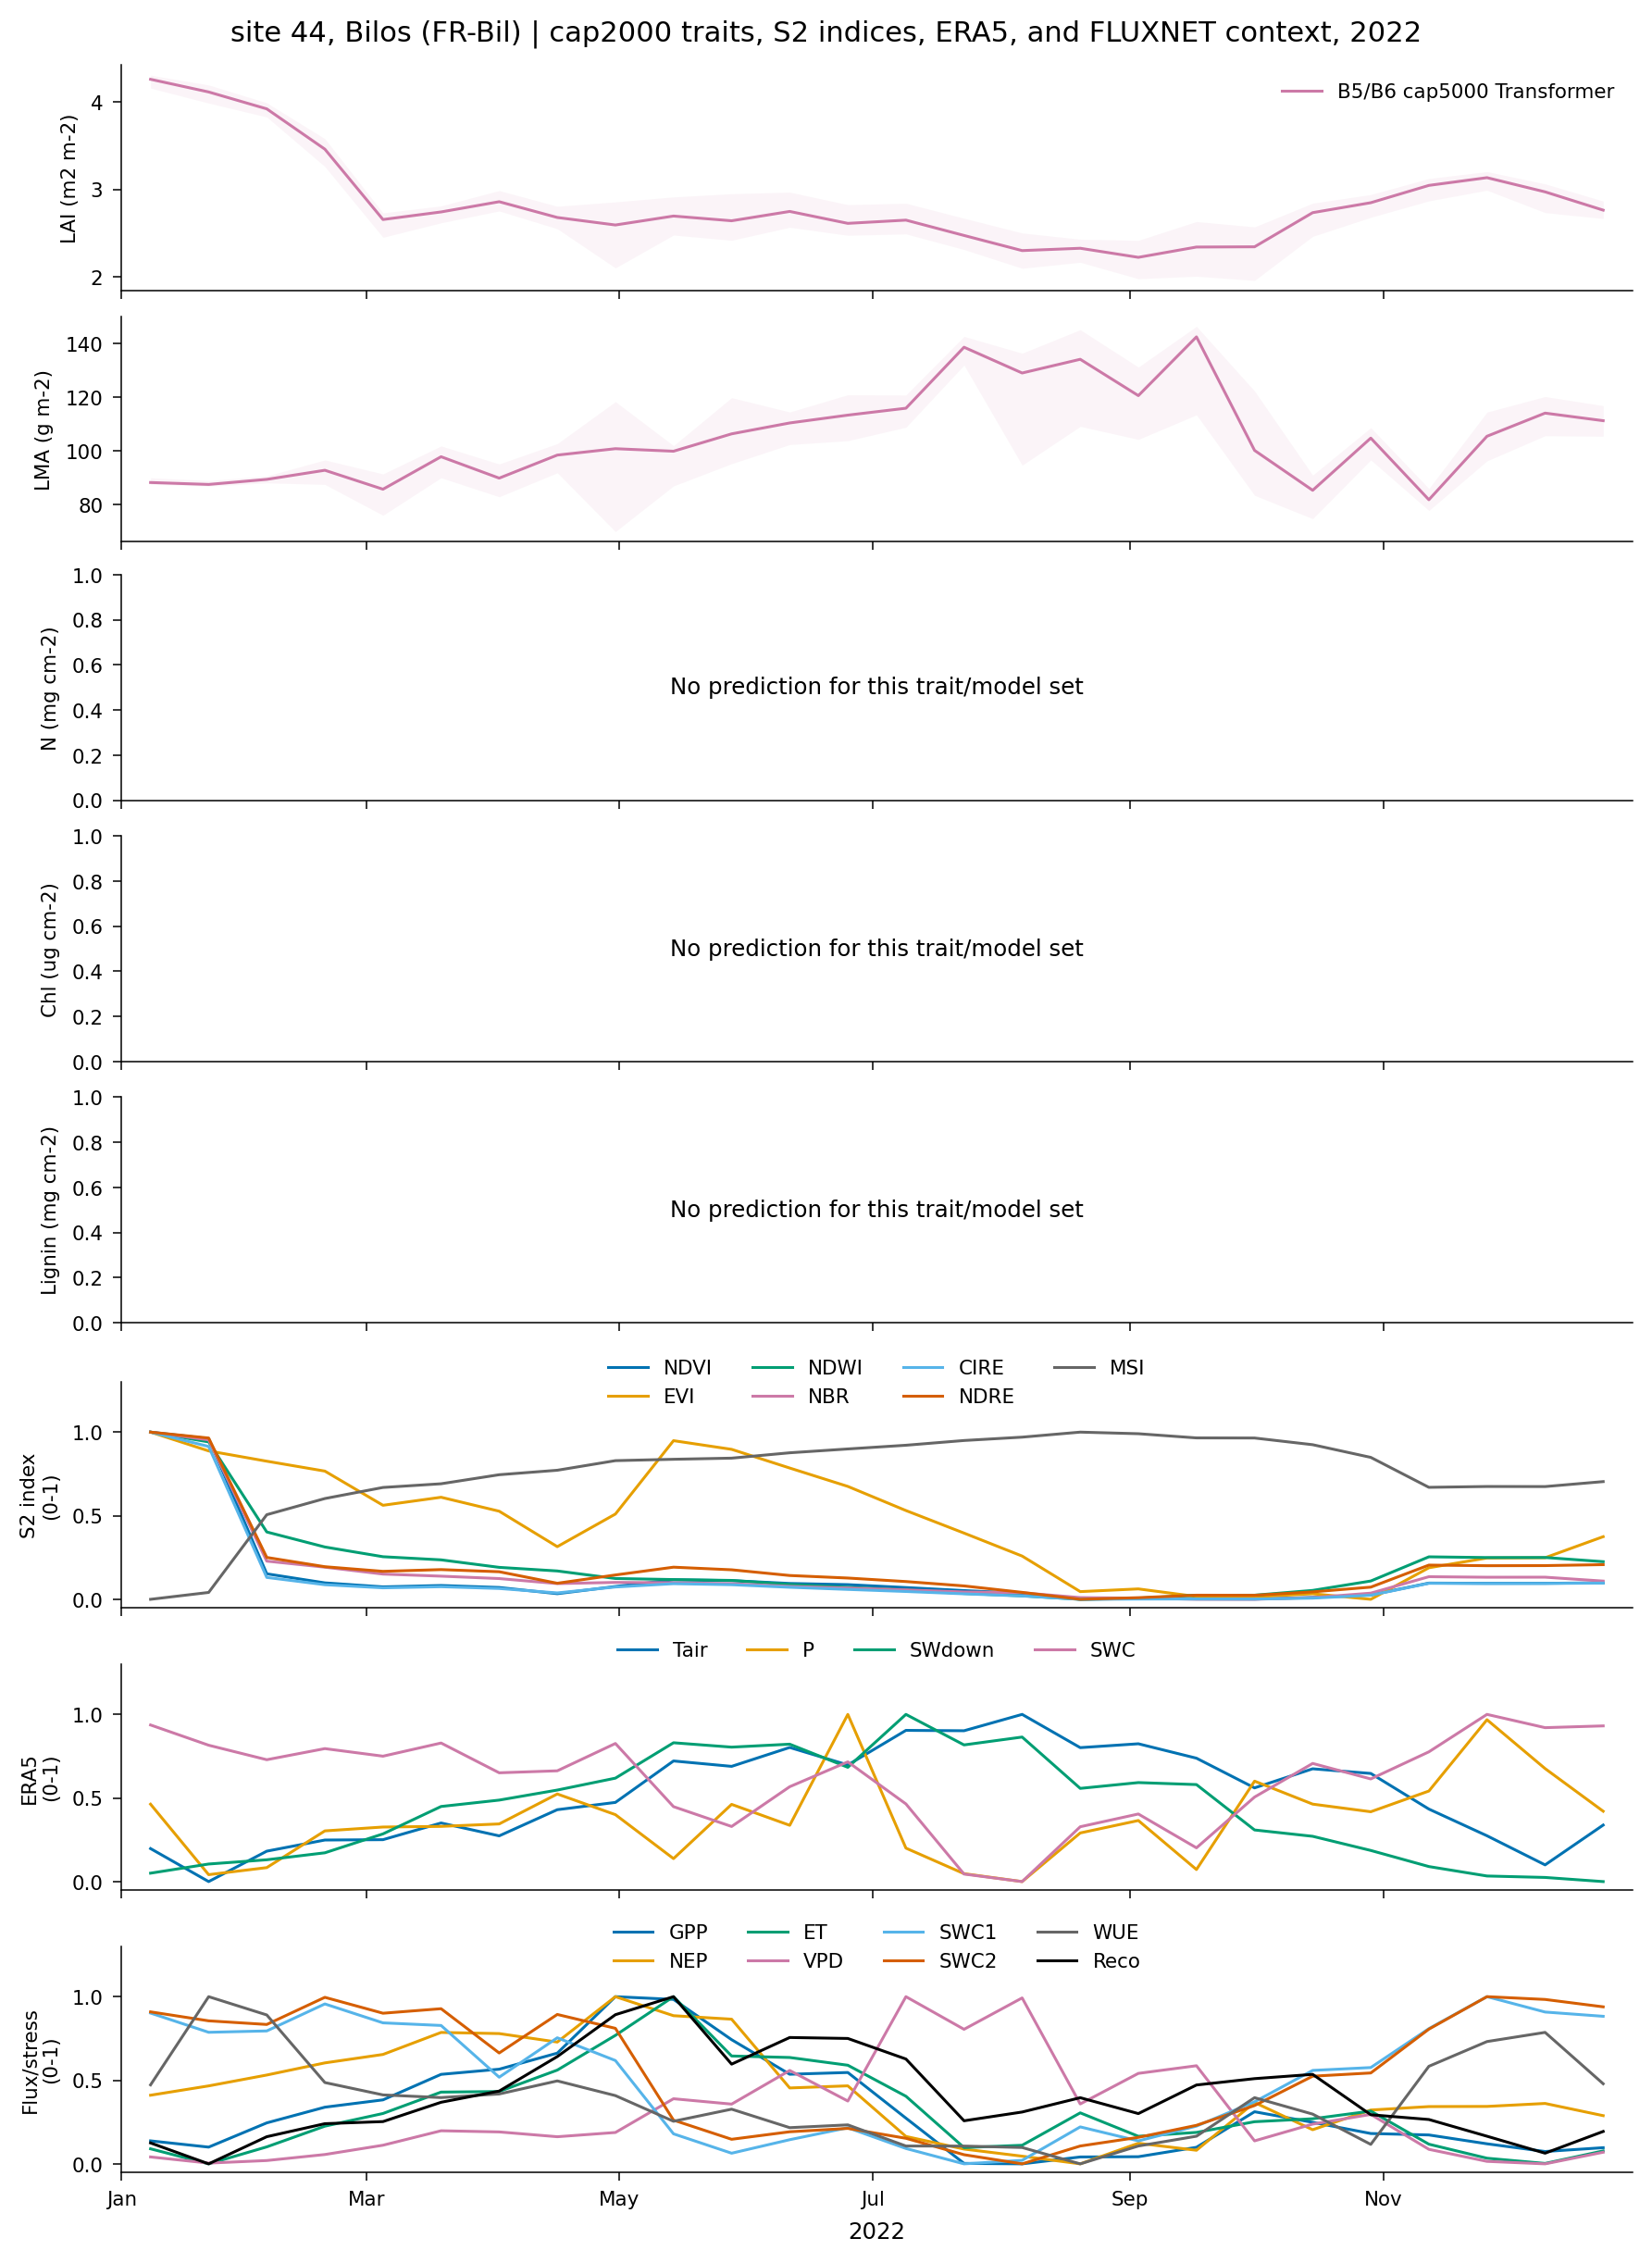 site 44, Bilos (FR-Bil) | cap2000 traits, S2 indices, ERA5, and FLUXNET context, 2022
B5/B6 cap5000 Transformer
LAI (m2 m-2)
4
3
2
LMA (g m-2)
140
120
100
80
N (mg cm-2)
1.0
0.8
0.6
0.4
0.2
0.0
No prediction for this trait/model set
Chl (ug cm-2)
1.0
0.8
0.6
0.4
0.2
0.0
No prediction for this trait/model set
Lignin (mg cm-2)
1.0
0.8
0.6
0.4
0.2
0.0
No prediction for this trait/model set
NDVI NDWI CIRE MSI
EVI NBR NDRE
S2 index
(0-1)
1.0
0.5
0.0
Tair P SWdown SWC
ERA5
(0-1)
1.0
0.5
0.0
GPP ET SWC1 WUE
NEP VPD SWC2 Reco
Flux/stress
(0-1)
1.0
0.5
0.0
Jan Mar May Jul Sep Nov
2022